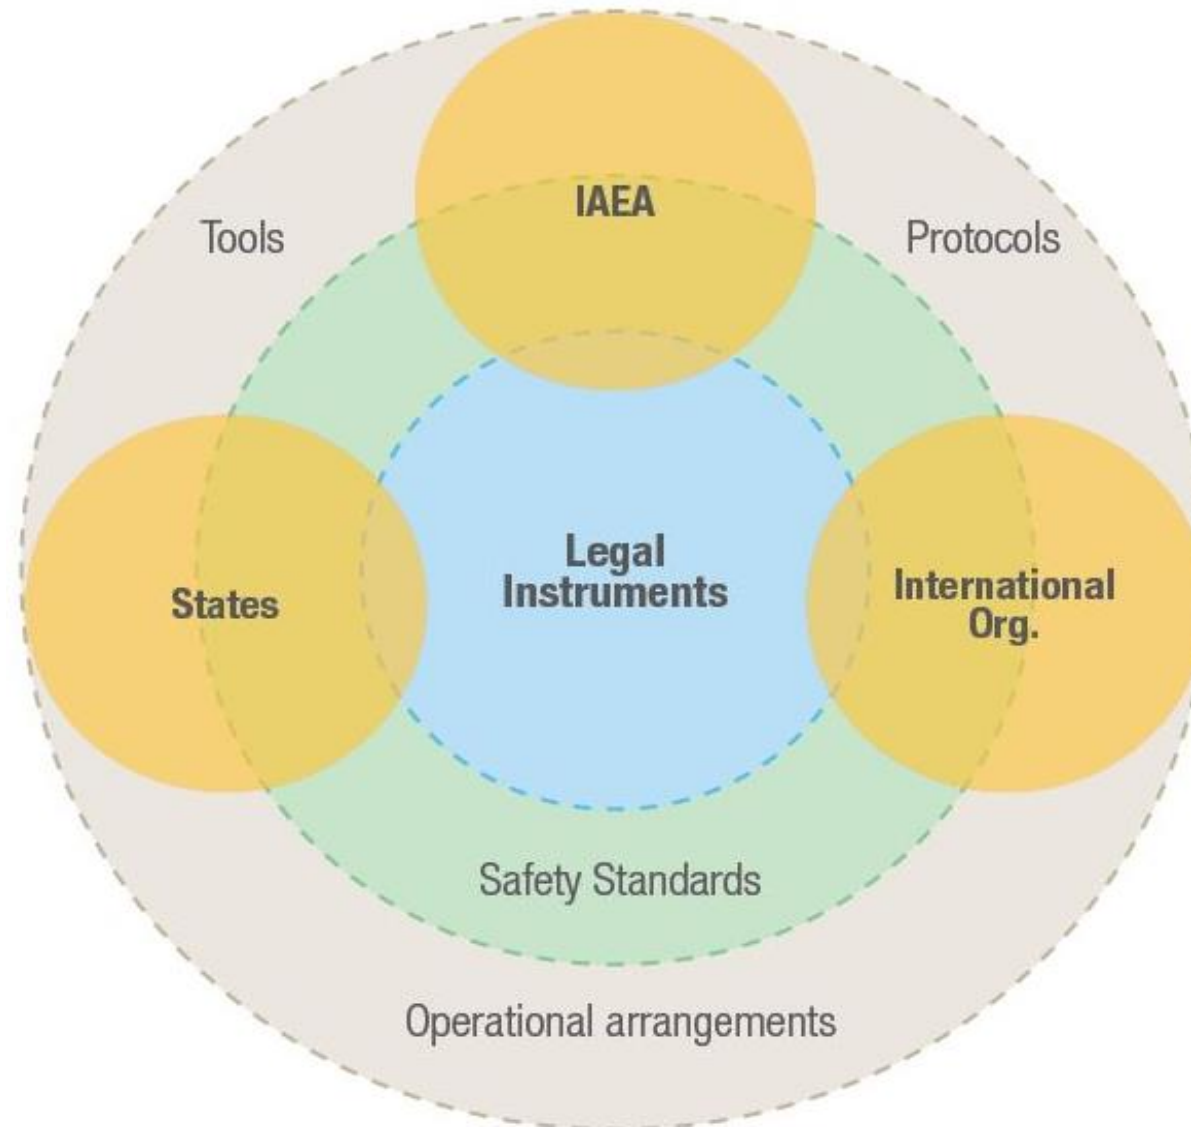 IAEA
Tools
Protocols
Legal
Instruments
States
International
Org.
Safety Standards
Operational arrangements